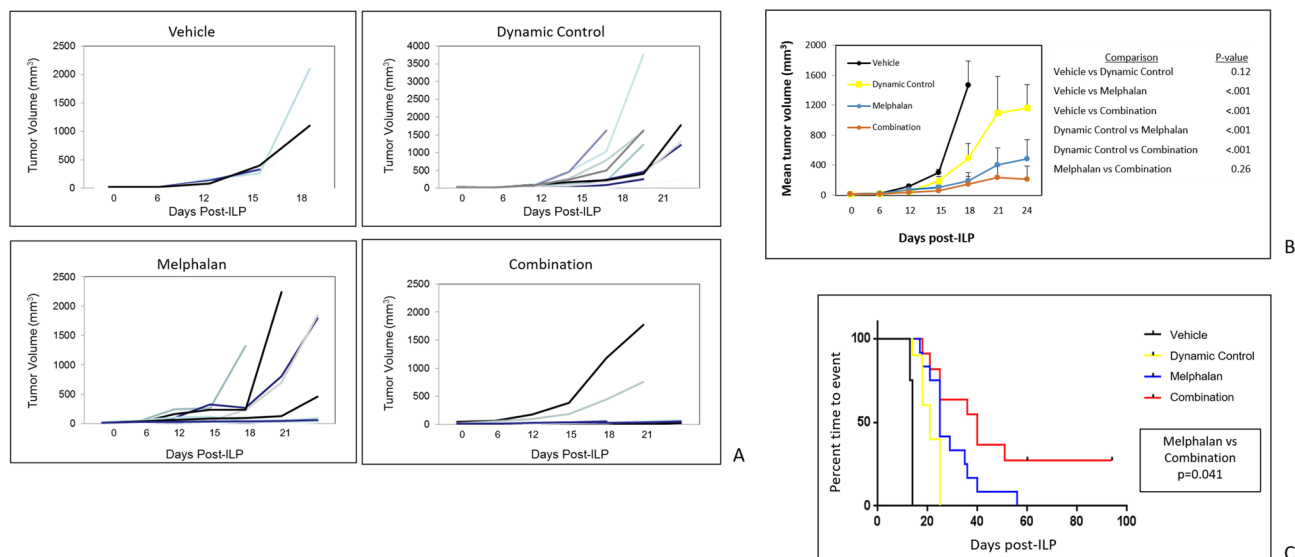 Vehicle
Tumor Volume (mm³)
2500
2000
1500
1000
500
0
0 6 12 15 18
Days Post-ILP
Dynamic Control
Tumor Volume (mm³)
4000
3500
3000
2500
2000
1500
1000
500
0
0 6 12 15 17 20 21
Days Post-ILP
Melphalan
Tumor Volume (mm³)
2500
2000
1500
1000
500
0
0 6 12 15 18 21
Days Post-ILP
Combination
Tumor Volume (mm³)
2500
2000
1500
1000
500
0
0 6 12 15 18 21
Days Post-ILP
A
Mean tumor volume (mm³)
2000
1600
1200
800
400
0
0 6 12 15 18 21 24
Days post-ILP
Vehicle
Dynamic Control
Melphalan
Combination
Comparison P-value
Vehicle vs Dynamic Control 0.12
Vehicle vs Melphalan <.001
Vehicle vs Combination <.001
Dynamic Control vs Melphalan <.001
Dynamic Control vs Combination <.001
Melphalan vs Combination 0.26
B
Percent time to event
100
50
0
0 20 40 60 80 100
Days post-ILP
Vehicle
Dynamic Control
Melphalan
Combination
Melphalan vs
Combination
p=0.041
C